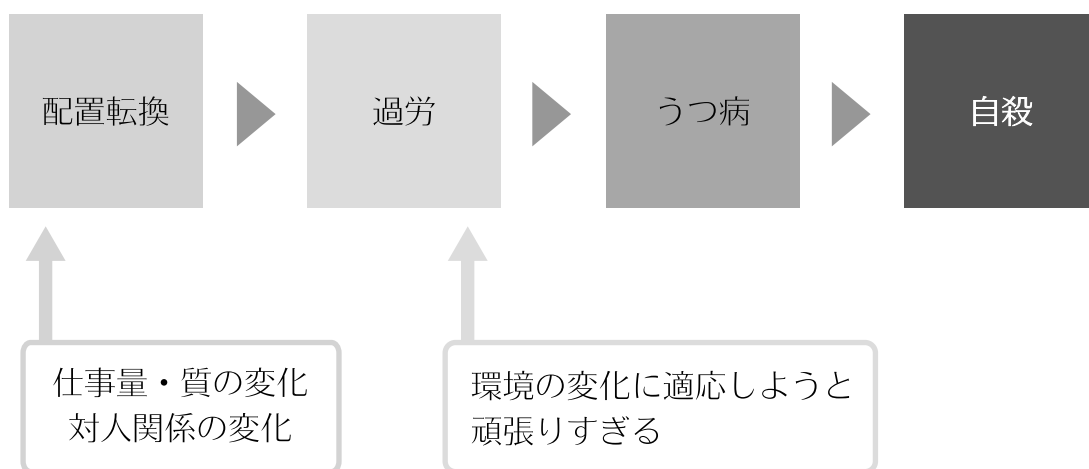 配置転換
過労
うつ病
自殺
仕事量・質の変化
対人関係の変化
環境の変化に適応しようと
頑張りすぎる